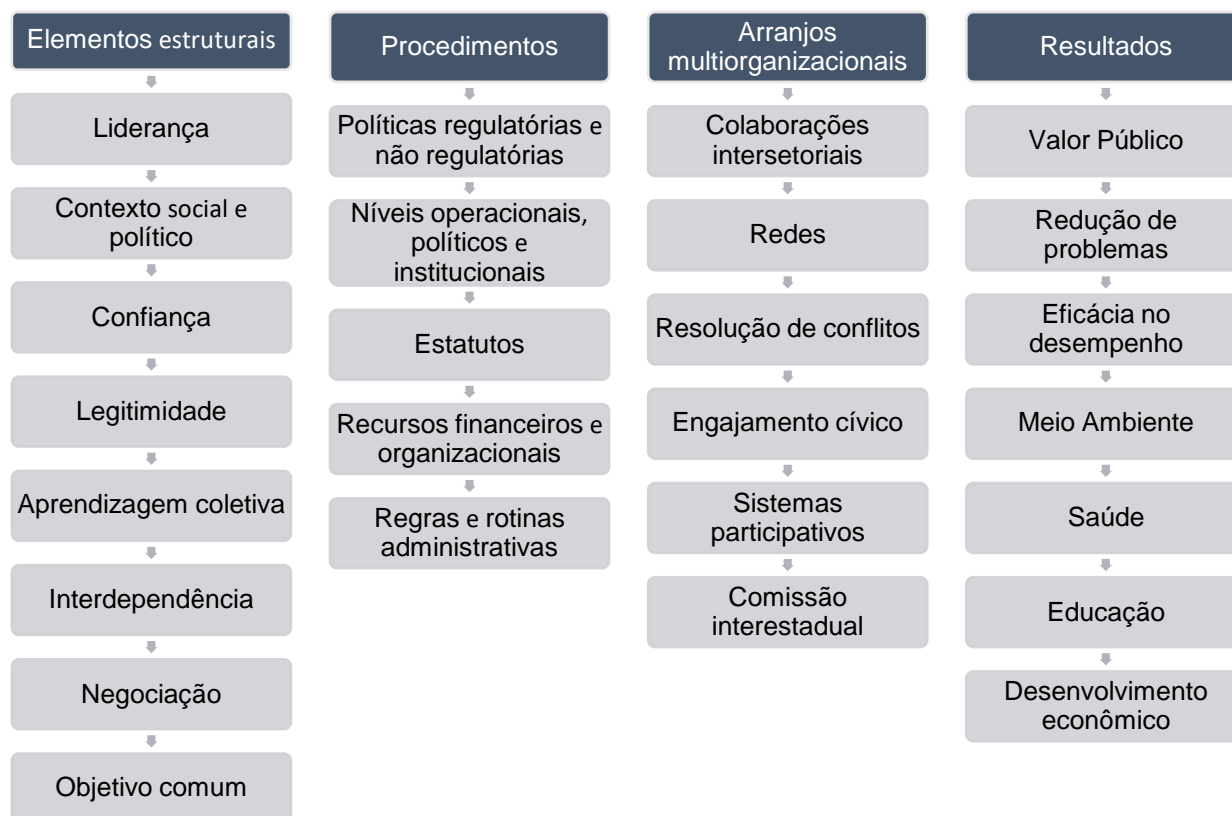 Elementos estruturais
Liderança
Contexto social e
político
Confiança
Legitimidade
Aprendizagem coletiva
Interdependência
Negociação
Objetivo comum
Procedimentos
Políticas regulatórias e
não regulatórias
Níveis operacionais,
políticos e
institucionais
Estatutos
Recursos financeiros e
organizacionais
Regras e rotinas
administrativas
Arranjos
multiorganizacionais
Colaborações
intersetoriais
Redes
Resolução de conflitos
Engajamento cívico
Sistemas
participativos
Comissão
interestadual
Resultados
Valor Público
Redução de
problemas
Eficácia no
desempenho
Meio Ambiente
Saúde
Educação
Desenvolvimento
econômico